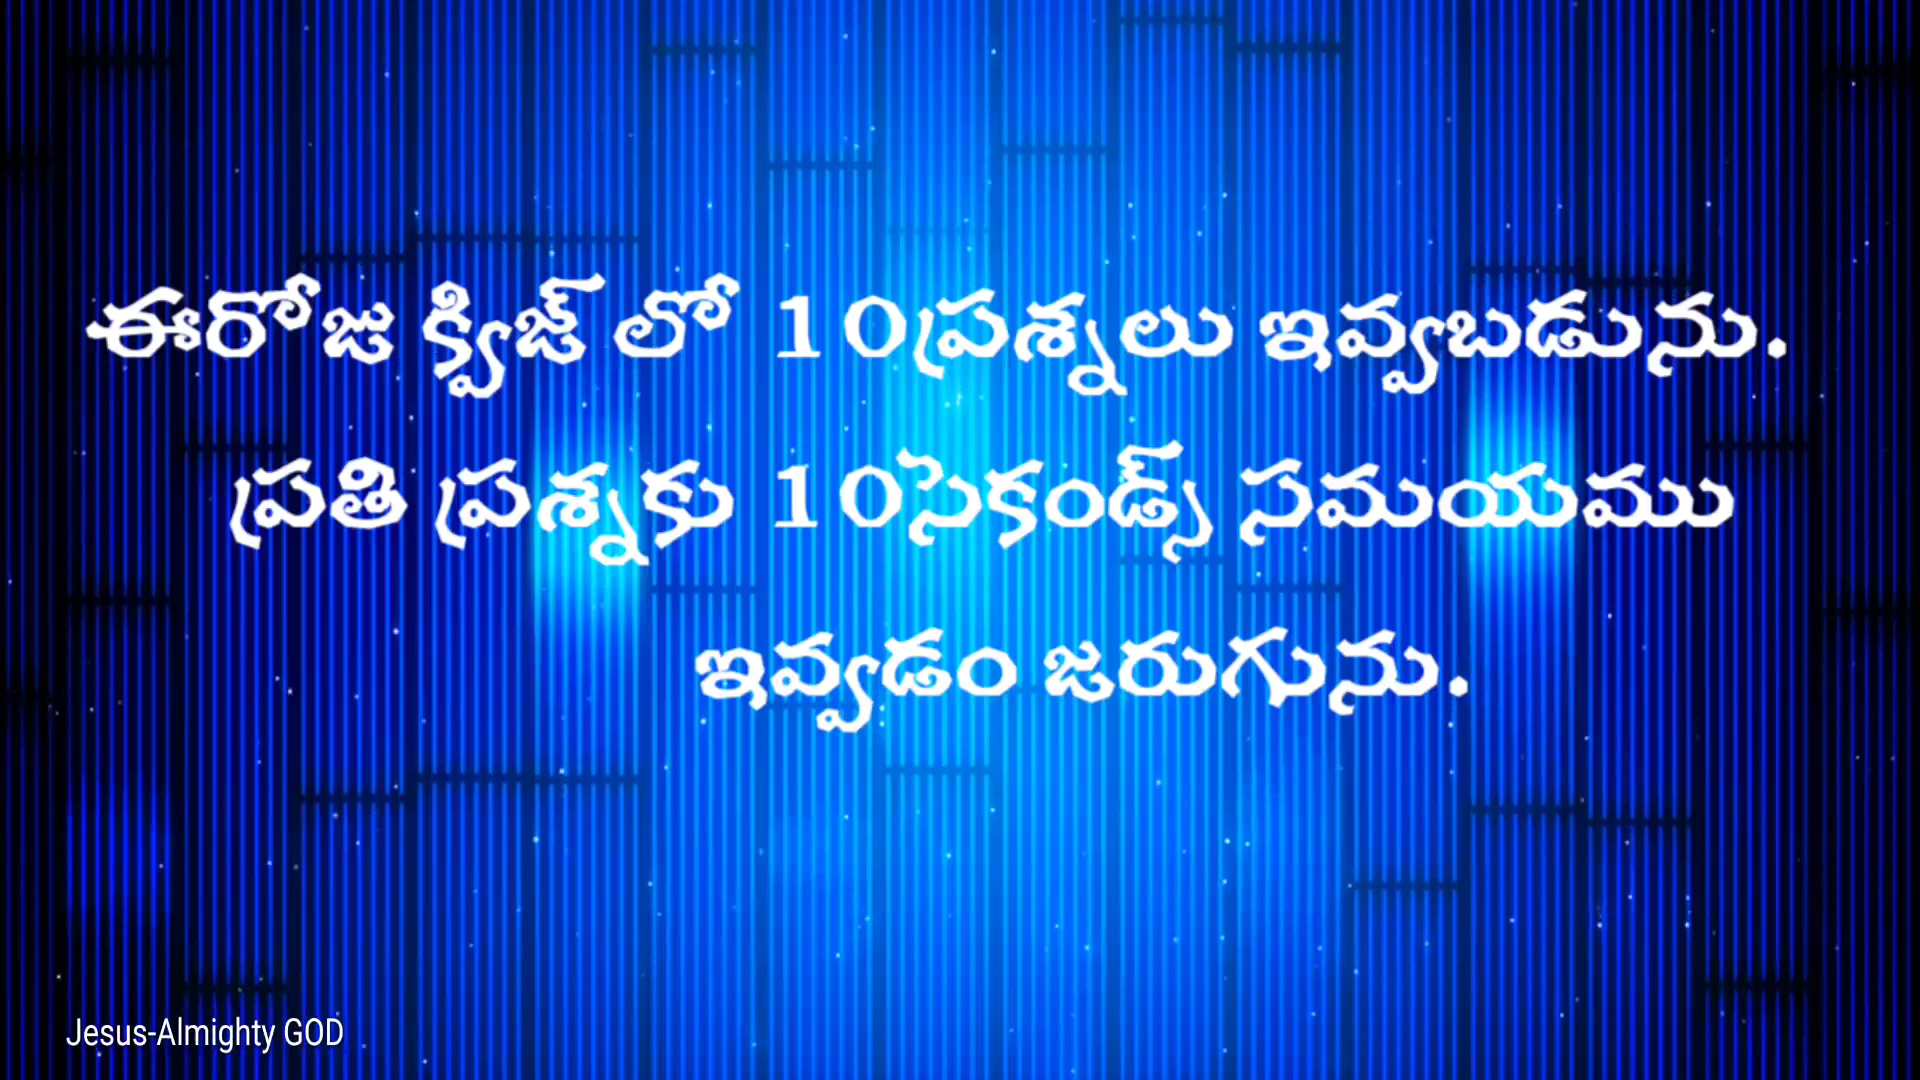 ఈరోజు క్విజ్ లో 10ప్రశ్నలు ఇవ్వబడును.
ప్రతి ప్రశ్నకు 10సెకండ్స్ సమయము
ఇవ్వడం జరుగును.
Jesus-Almighty GOD